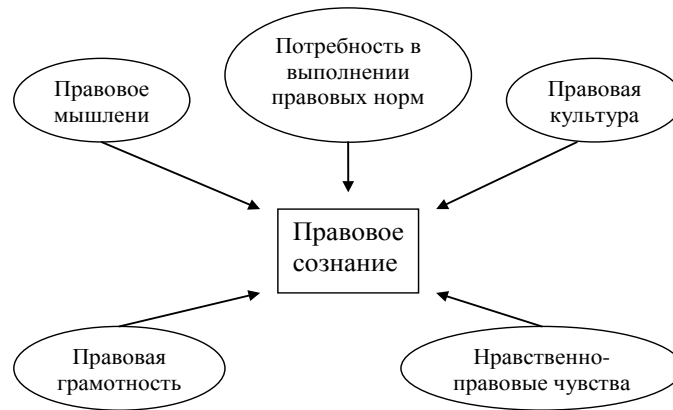 Потребность в
выполнении
правовых норм
Правовое
мышлени
Правовая
культура
Правовое
сознание
Правовая
грамотность
Нравственно-
правовые чувства